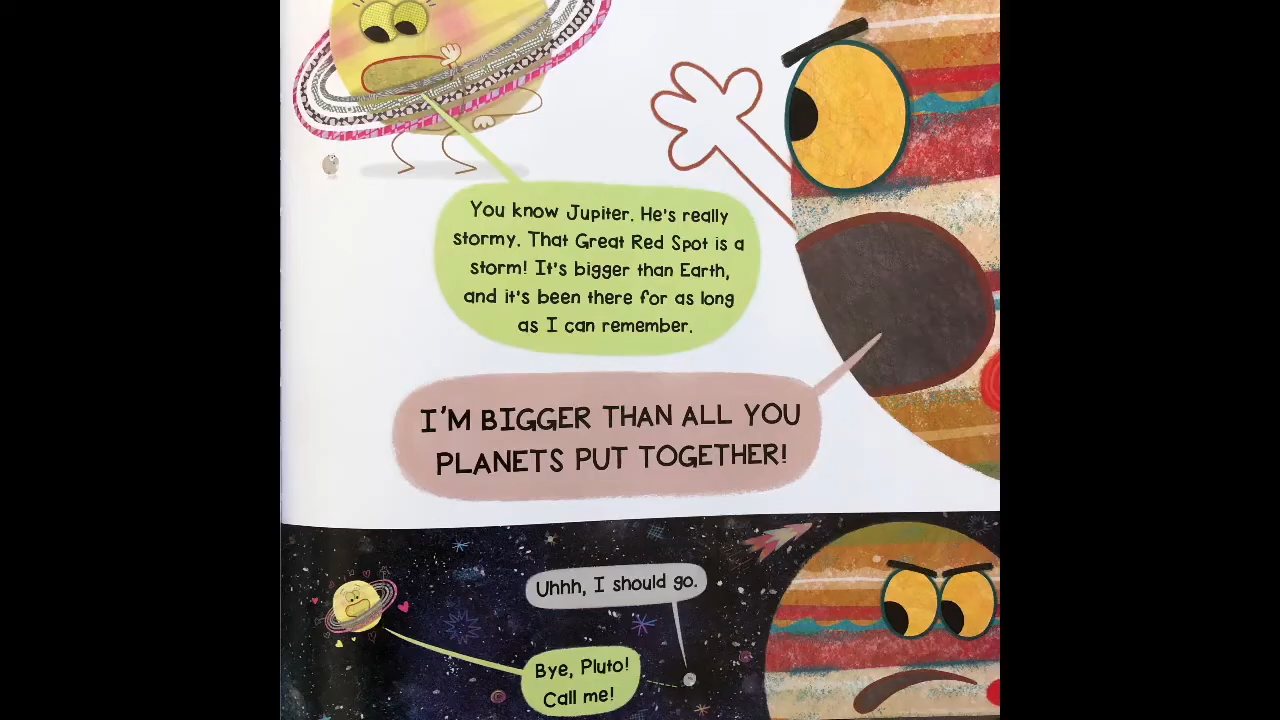 You know Jupiter. He's really
stormy. That Great Red Spot is a
storm! It's bigger than Earth,
and it's been there for as long
as I can remember.
I'M BIGGER THAN ALL YOU
PLANETS PUT TOGETHER!
Uhhh, I should go.
Bye, Pluto!
Call me!